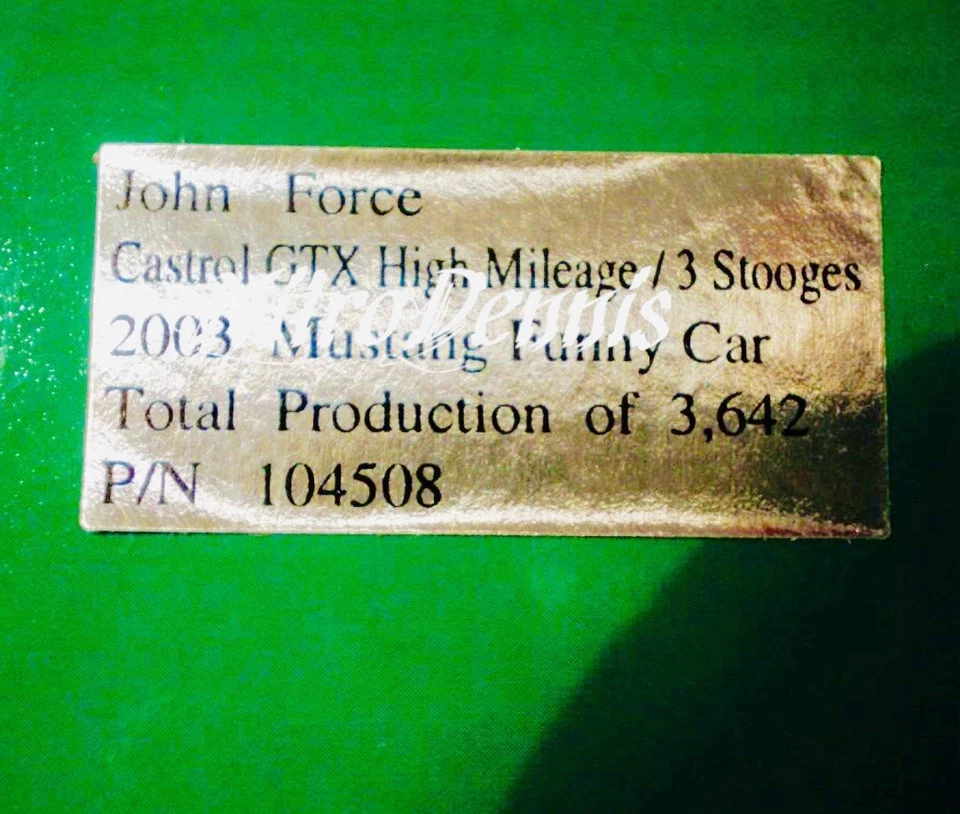 John Force
Castrol GTX High Mileage / 3 Stooges
2003 Mustang Funny Car
Total Production of 3,642
P/N 104508